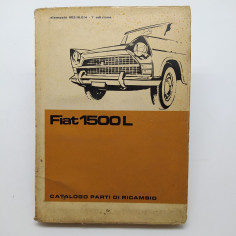 Fiat 1500 L
CATALOGO PARTI DI RICAMBIO